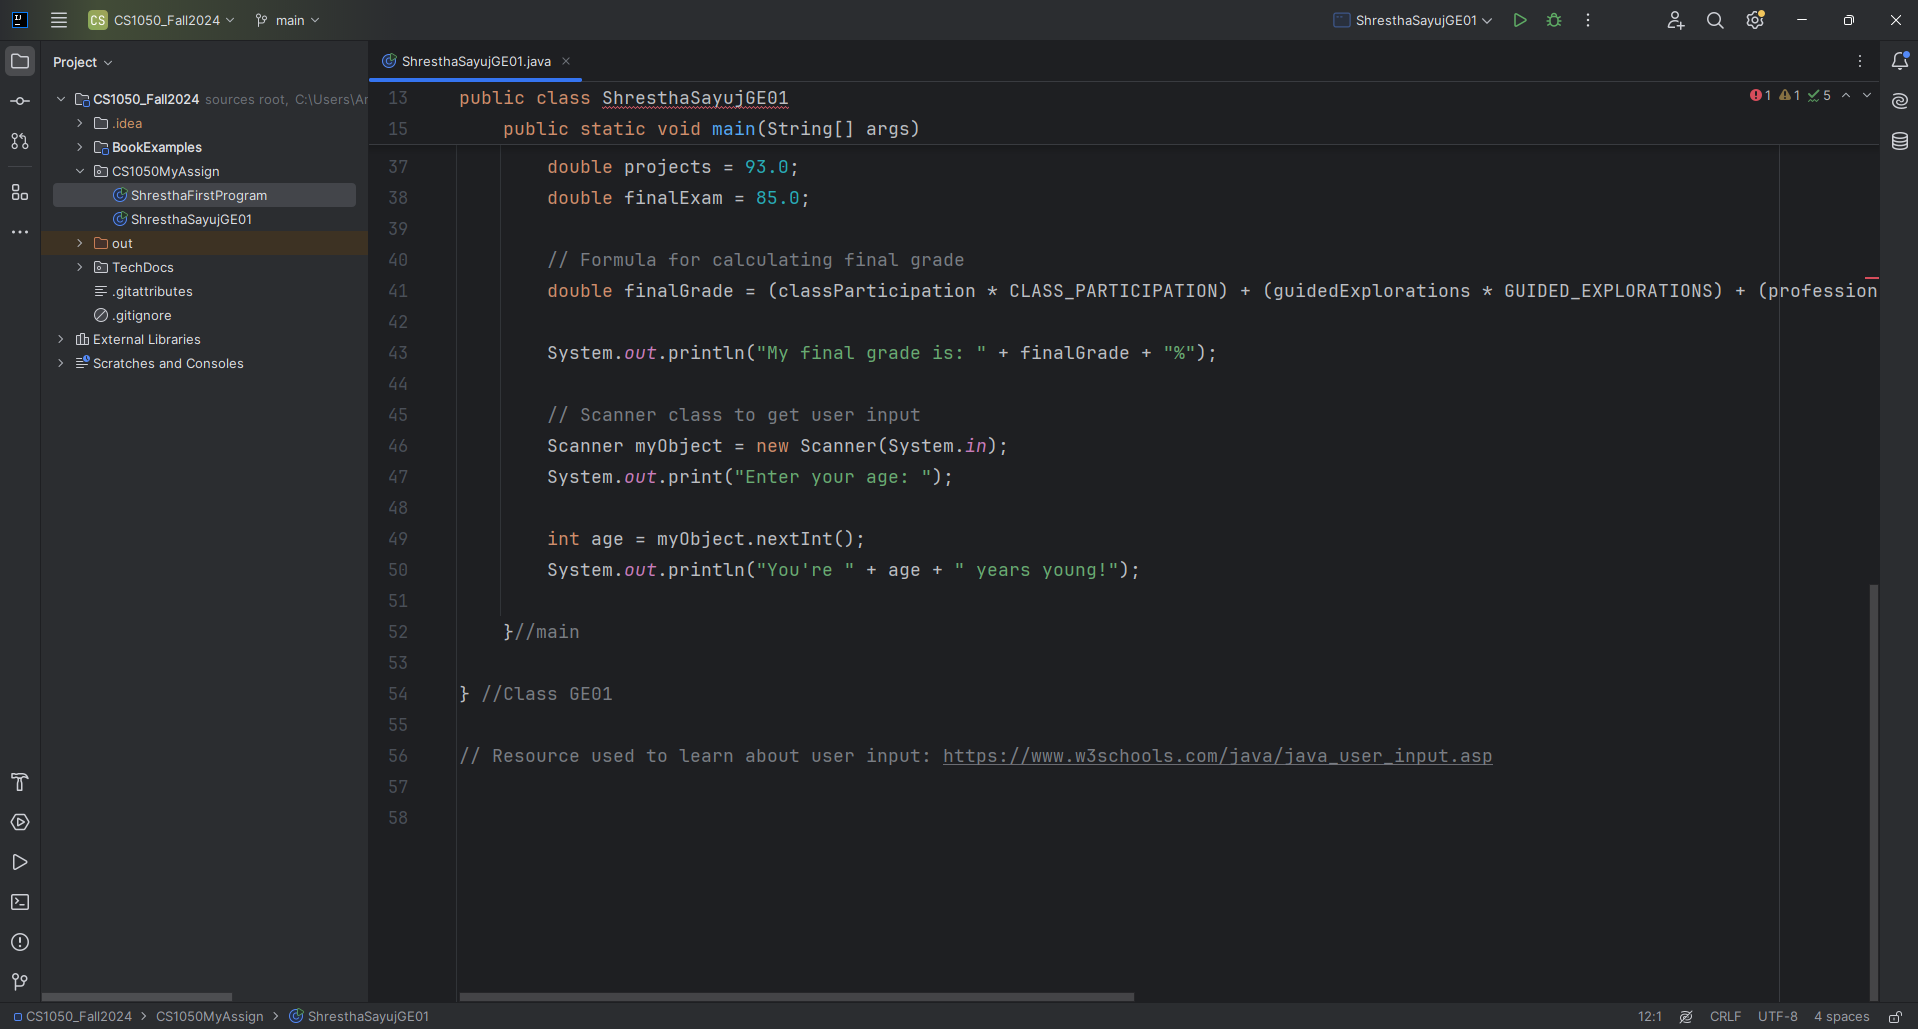 CS CS1050_Fall2024 main ShresthaSayujGE01
Project
ShresthaSayujGE01.java
CS1050_Fall2024 sources root, C:\Users\Ar
.idea
BookExamples
CS1050MyAssign
ShresthaFirstProgram
ShresthaSayujGE01
out
TechDocs
.gitattributes
.gitignore
External Libraries
Scratches and Consoles
13 public class ShresthaSayujGE01
1 1 5
15 public static void main(String[] args)
37 double projects = 93.0;
38 double finalExam = 85.0;
39
40 // Formula for calculating final grade
41 double finalGrade = (classParticipation * CLASS_PARTICIPATION) + (guidedExplorations * GUIDED_EXPLORATIONS) + (profession
42
43 System.out.println("My final grade is: " + finalGrade + "%");
44
45 // Scanner class to get user input
46 Scanner myObject = new Scanner(System.in);
47 System.out.print("Enter your age: ");
48
49 int age = myObject.nextInt();
50 System.out.println("You're " + age + " years young!");
51
52 }//main
53
54 } //Class GE01
55
56 // Resource used to learn about user input: https://www.w3schools.com/java/java_user_input.asp
57
58
CS1050_Fall2024 > CS1050MyAssign > ShresthaSayujGE01
12:1 CRLF UTF-8 4 spaces